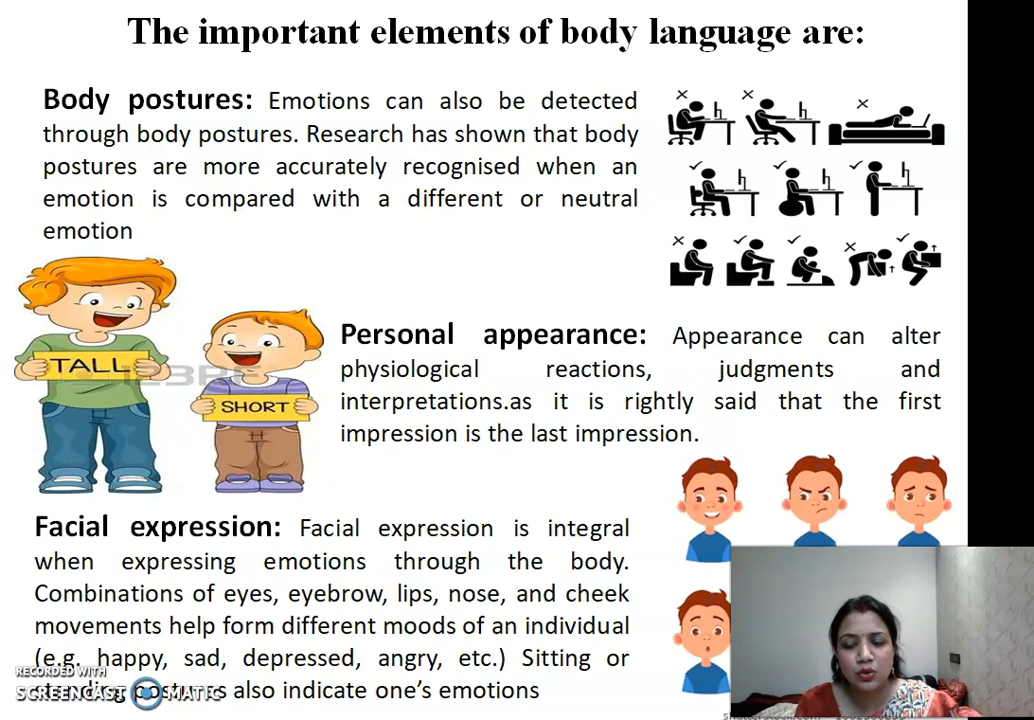 The important elements of body language are:
Body postures: Emotions can also be detected
through body postures. Research has shown that body
postures are more accurately recognised when an
emotion is compared with a different or neutral
emotion
TALL
SHORT
Personal appearance: Appearance can alter
physiological reactions, judgments and
interpretations.as it is rightly said that the first
impression is the last impression.
Facial expression: Facial expression is integral
when expressing emotions through the body.
Combinations of eyes, eyebrow, lips, nose, and cheek
movements help form different moods of an individual
(e.g. happy, sad, depressed, angry, etc.) Sitting or
also indicate one's emotions
RECORDED WITH
SCREENCAST MATIC